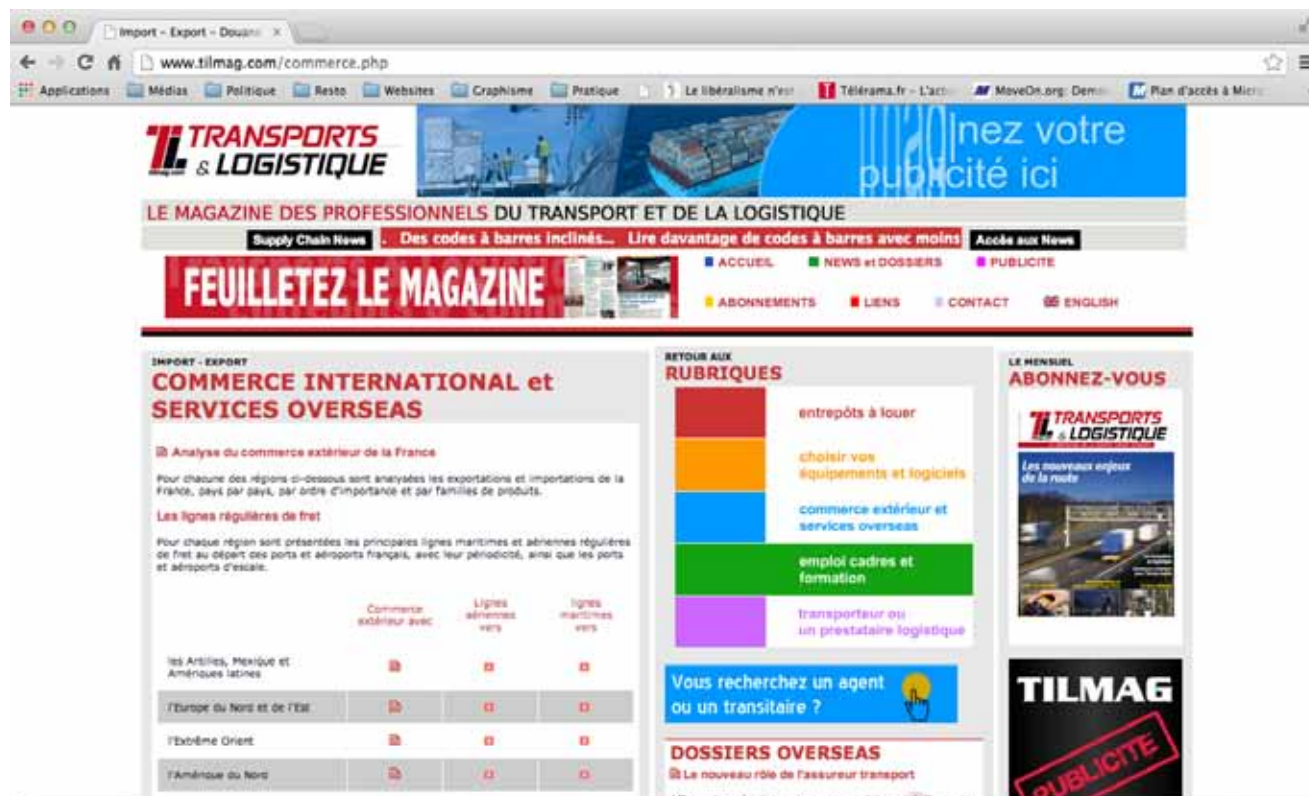 Import - Export - Douan
www.tilmag.com/commerce.php
Applications Médias Politique Resto Websites Graphisme Pratique Le libéralisme n'est Télérama.fr - L'act MoveOn.org: Dem Plan d'accès à Micr
TRANSPORTS
& LOGISTIQUE
Imaginez votre
publicité ici
LE MAGAZINE DES PROFESSIONNELS DU TRANSPORT ET DE LA LOGISTIQUE
Supply Chain News . Des codes à barres inclinés... Lire davantage de codes à barres avec moins Accès aux News
FEUILLETEZ LE MAGAZINE
ACCUEIL NEWS et DOSSIERS PUBLICITE
ABONNEMENTS LIENS CONTACT ENGLISH
IMPORT - EXPORT
COMMERCE INTERNATIONAL et
SERVICES OVERSEAS
Analyse du commerce extérieur de la France
Pour chacune des régions ci-dessous sont analysées les exportations et importations de la
France, pays par pays, par ordre d'importance et par familles de produits.
Les lignes régulières de fret
Pour chaque région sont présentées les principales lignes maritimes et aériennes régulières
de fret au départ des ports et aéroports français, avec leur périodicité, ainsi que les ports
et aéroports d'escale.
Commerce
extérieur avec
Lignes
aériennes
vers
lignes
maritimes
vers
les Antilles, Mexique et
Amériques latines
l'Europe du Nord et de l'Est
l'Extrême Orient
l'Amérique du Nord
RETOUR AUX
RUBRIQUES
entrepôts à louer
choisir vos
équipements et logiciels
commerce extérieur et
services overseas
emploi cadres et
formation
transporteur ou
un prestataire logistique
Vous recherchez un agent
ou un transitaire ?
DOSSIERS OVERSEAS
Le nouveau rôle de l'assureur transport
LE MENSUEL
ABONNEZ-VOUS
TRANSPORTS
& LOGISTIQUE
Les nouveaux enjeux
de la route
TILMAG
PUBLICITE